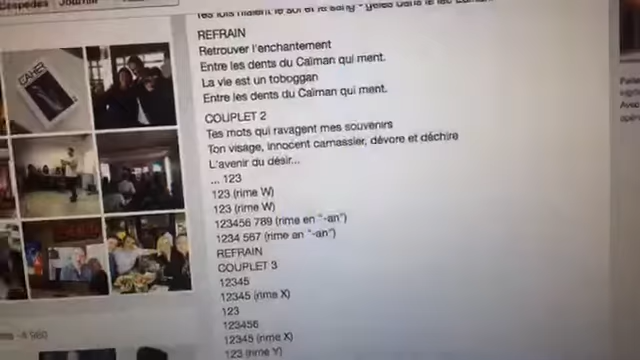 Céspedes
Journal
REFRAIN
Retrouver l'enchantement
Entre les dents du Caïman qui ment.
La vie est un toboggan
Entre les dents du Caïman qui ment.
COUPLET 2
Tes mots qui ravagent mes souvenirs
Ton visage, innocent carnassier, dévore et déchire
L'avenir du désir...
... 123
123 (rime W)
123 (rime W)
123456 789 (rime en "-an")
1234 567 (rime en "-an")
REFRAIN
COUPLET 3
12345
12345 (rime X)
123
123456
12345 (rime X)
123 (rime Y)